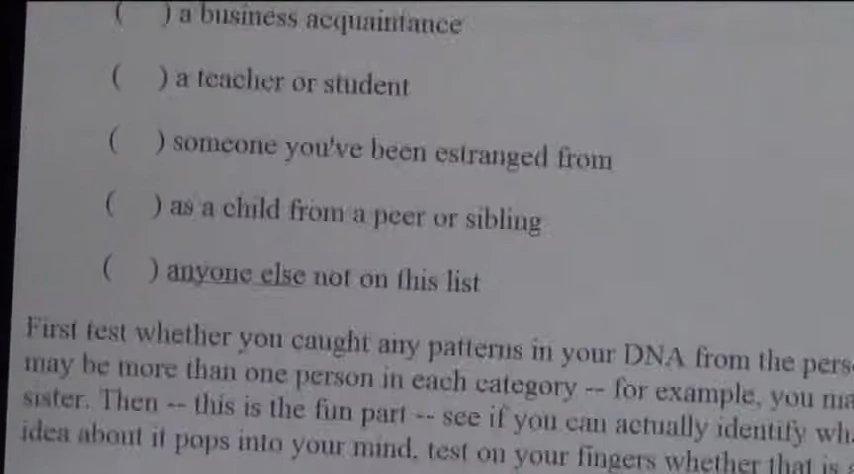 ( ) a business acquaintance
( ) a teacher or student
( ) someone you've been estranged from
( ) as a child from a peer or sibling
( ) anyone else not on this list
First test whether you caught any patterns in your DNA from the
may be more than one person in each category -- for example, you
sister. Then -- this is the fun part -- see if you can actually identify
idea about it pops into your mind, test on your fingers whether that is